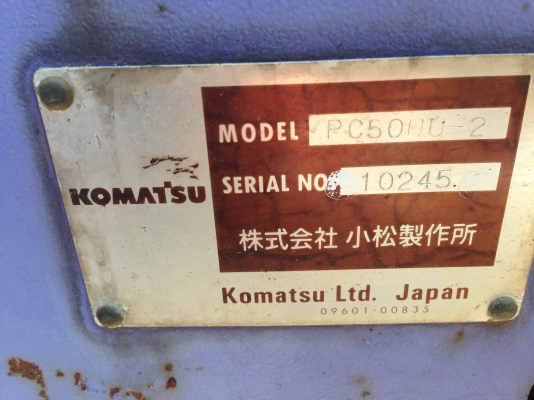 KOMATSU
MODEL PC50UU-2
SERIAL NO. 10245
株式会社 小松製作所
Komatsu Ltd. Japan
09601-00835